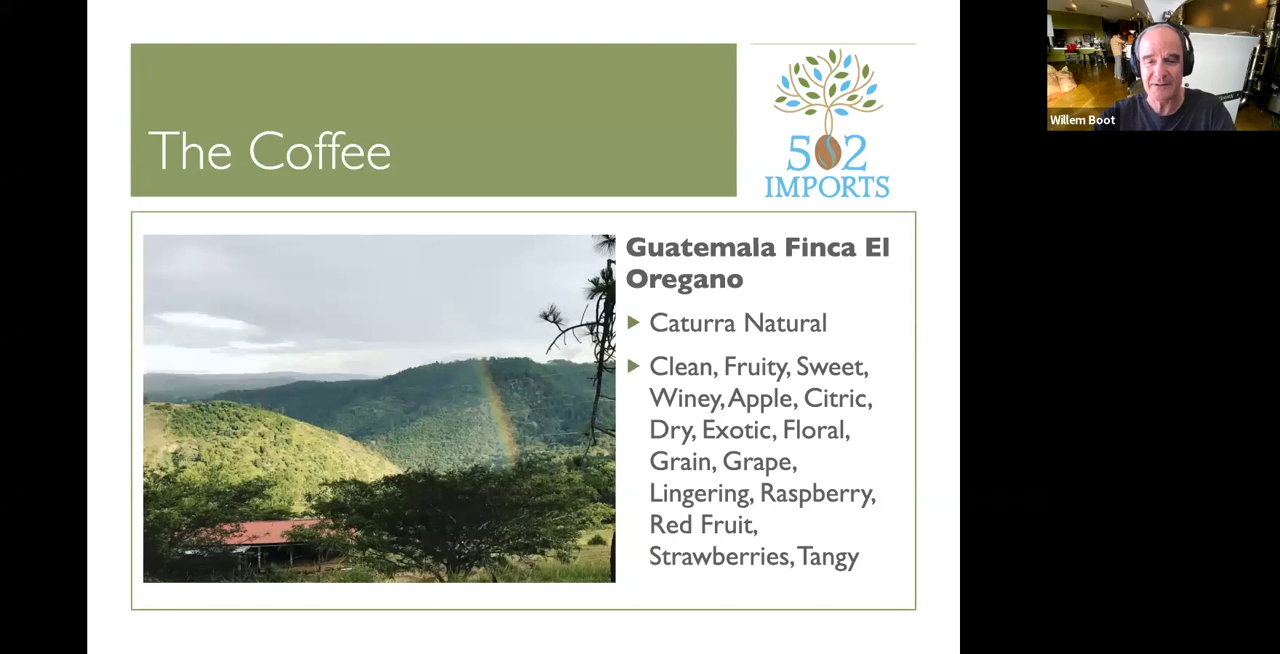 The Coffee
502
IMPORTS
Willem Boot
Guatemala Finca El
Oregano
Caturra Natural
Clean, Fruity, Sweet,
Winey, Apple, Citric,
Dry, Exotic, Floral,
Grain, Grape,
Lingering, Raspberry,
Red Fruit,
Strawberries, Tangy